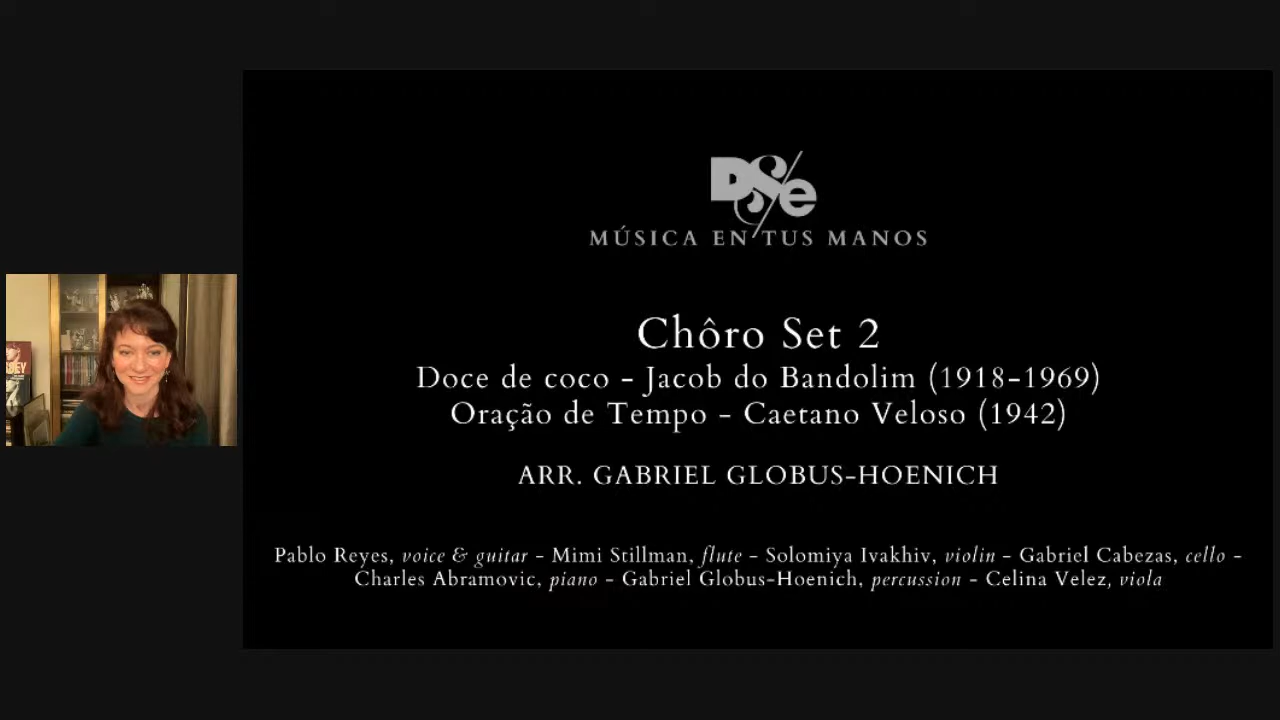 DSe
MÚSICA EN TUS MANOS
Chôro Set 2
Doce de coco - Jacob do Bandolim (1918-1969)
Oração de Tempo - Caetano Veloso (1942)
ARR. GABRIEL GLOBUS-HOENICH
Pablo Reyes, voice & guitar - Mimi Stillman, flute - Solomiya Ivakhiv, violin - Gabriel Cabezas, cello -
Charles Abramovic, piano - Gabriel Globus-Hoenich, percussion - Celina Velez, viola